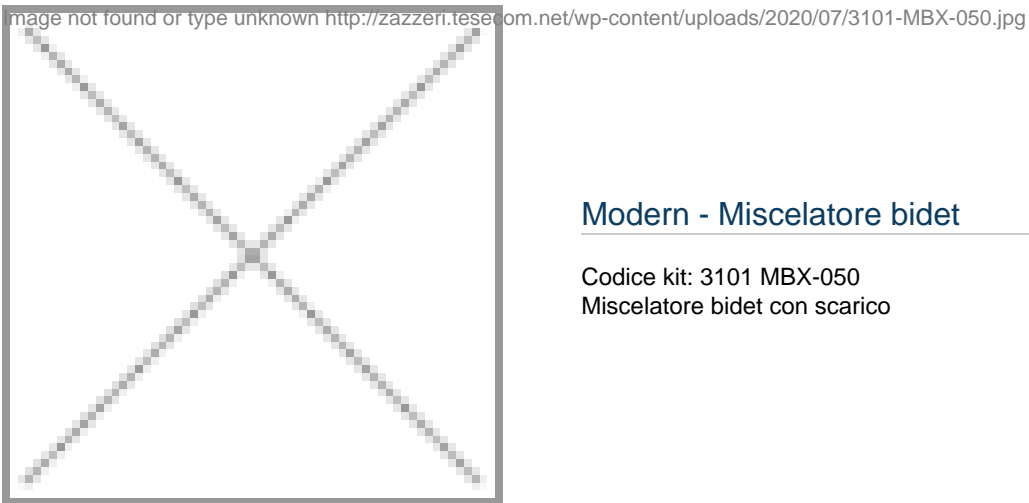 Image not found or type unknown http://zazzeri.tesecom.net/wp-content/uploads/2020/07/3101-MBX-050.jpg
Modern - Miscelatore bidet
Codice kit: 3101 MBX-050
Miscelatore bidet con scarico